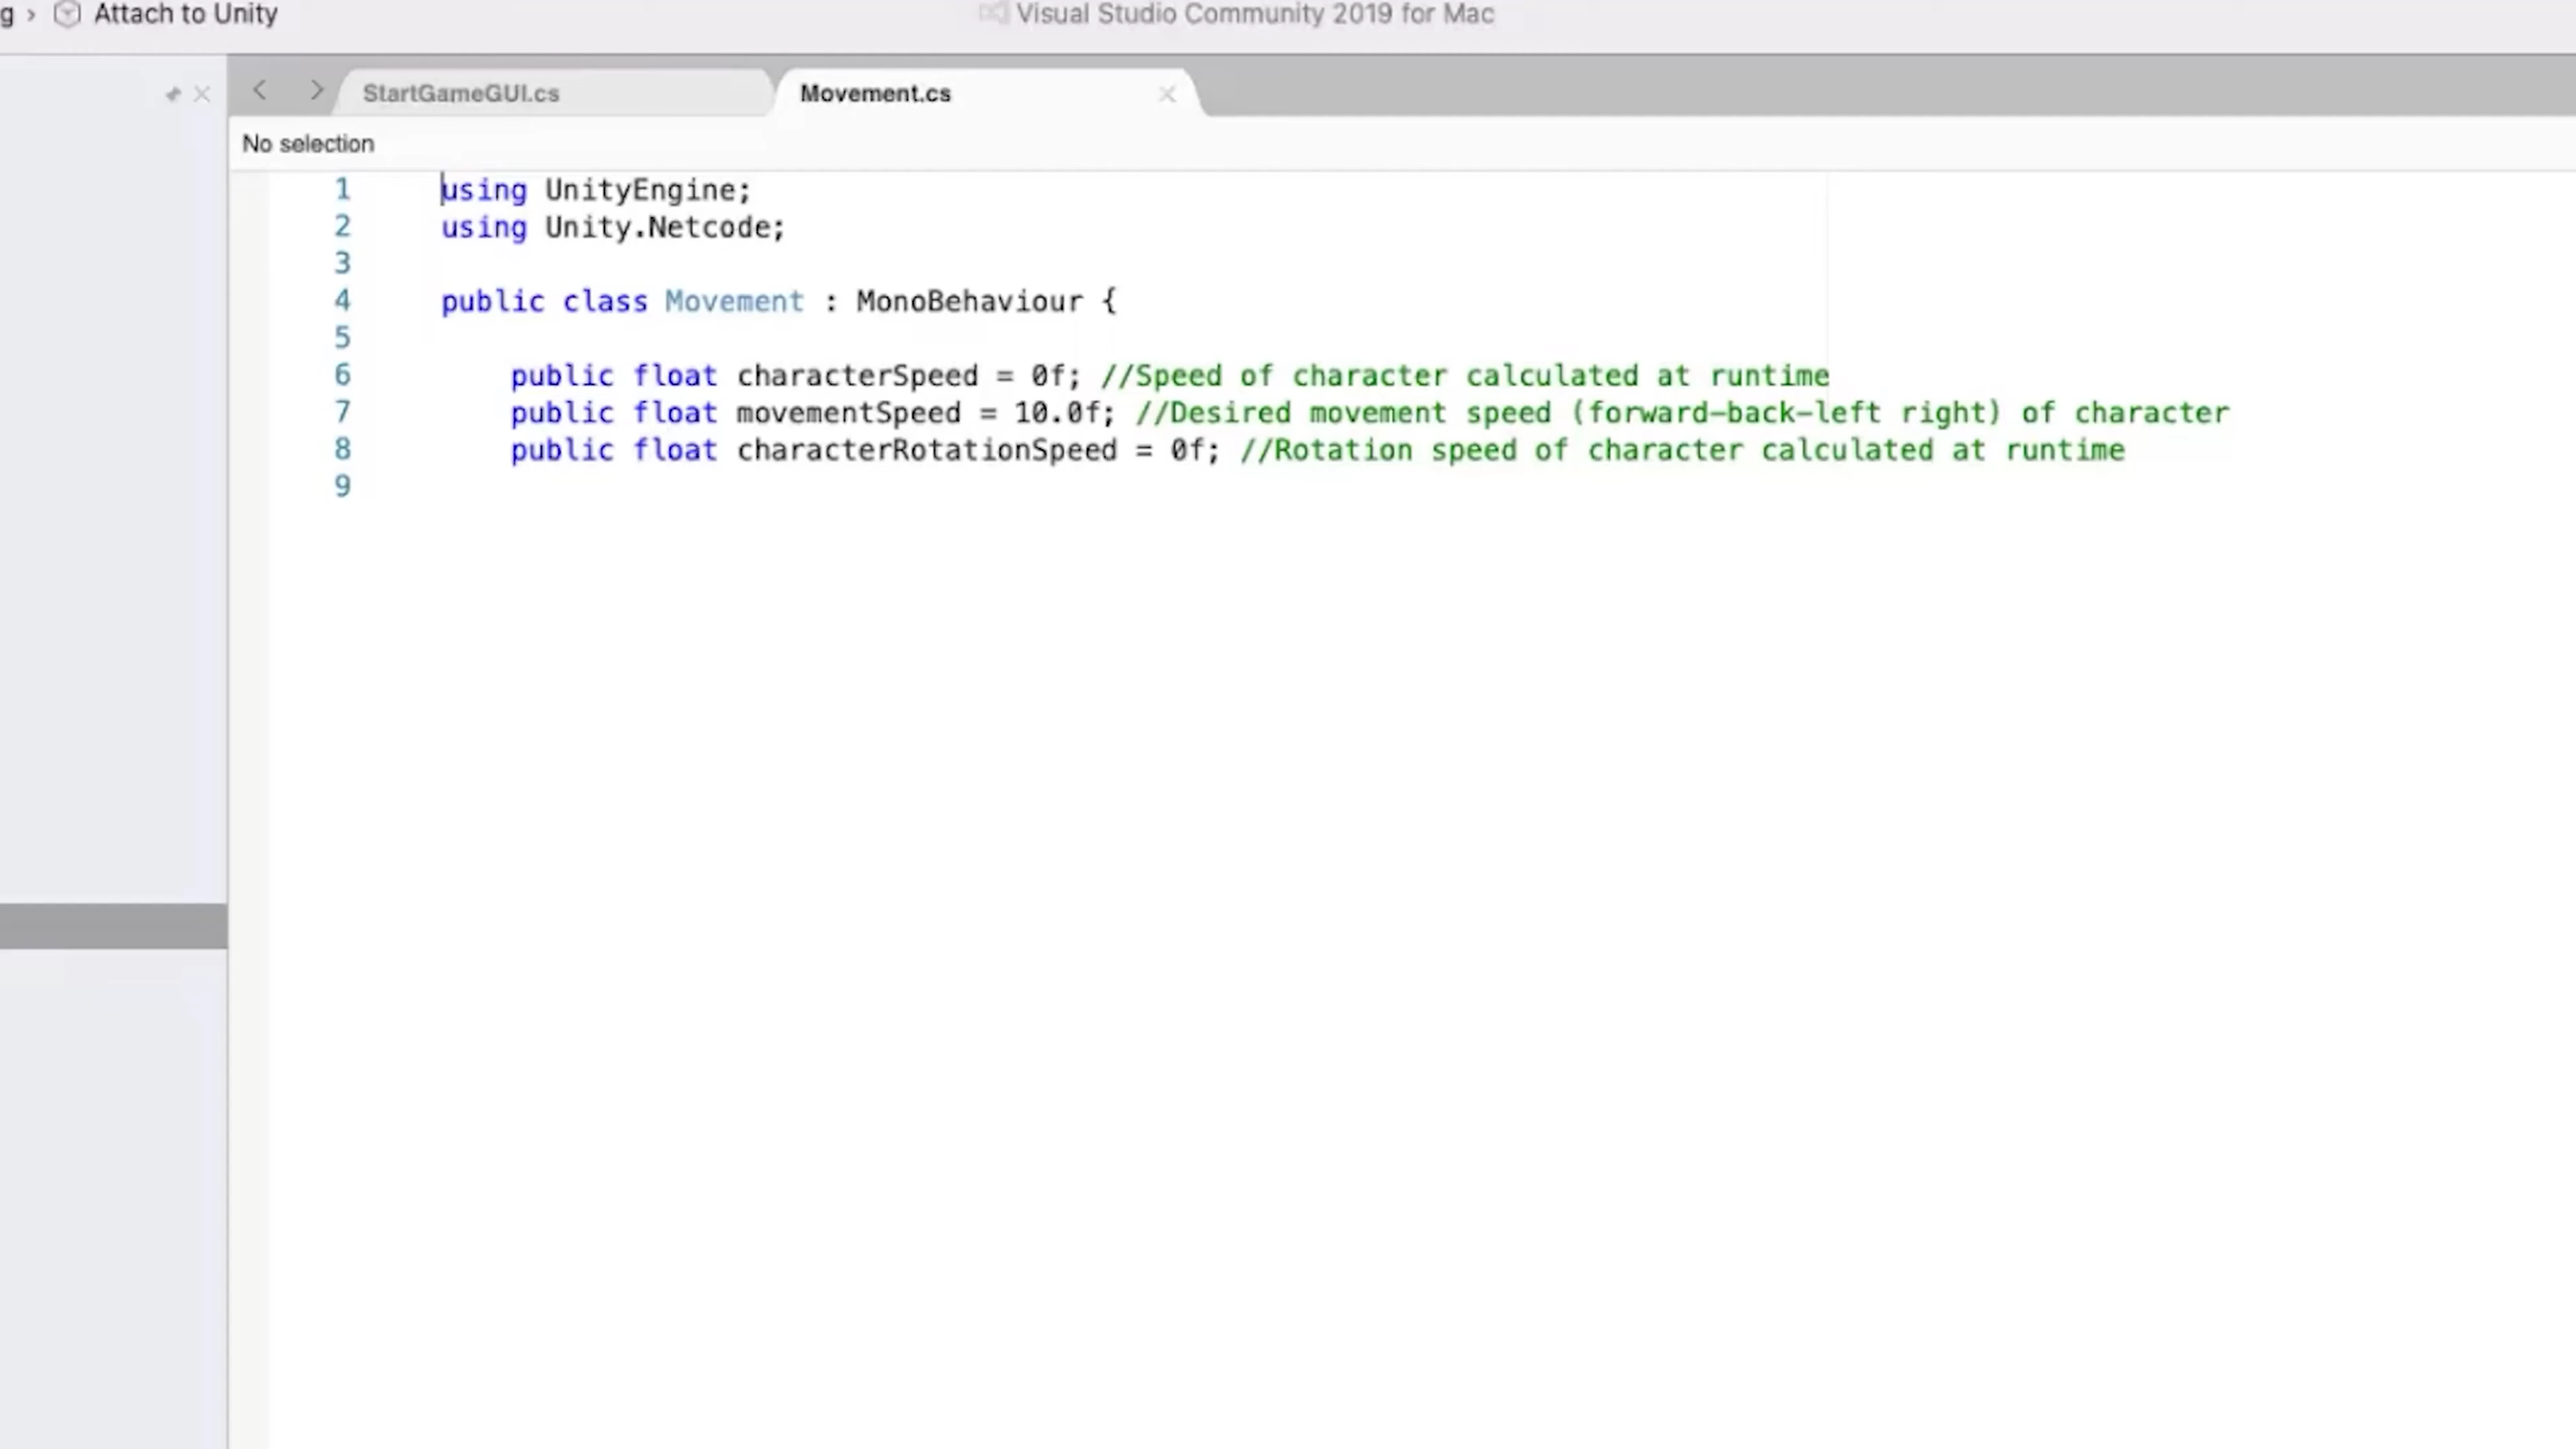 g › Attach to Unity
Visual Studio Community 2019 for Mac
StartGameGUI.cs
Movement.cs
No selection
1 using UnityEngine;
2 using Unity.Netcode;
3
4 public class Movement : MonoBehaviour {
5
6 public float characterSpeed = 0f; //Speed of character calculated at runtime
7 public float movementSpeed = 10.0f; //Desired movement speed (forward-back-left right) of character
8 public float characterRotationSpeed = 0f; //Rotation speed of character calculated at runtime
9